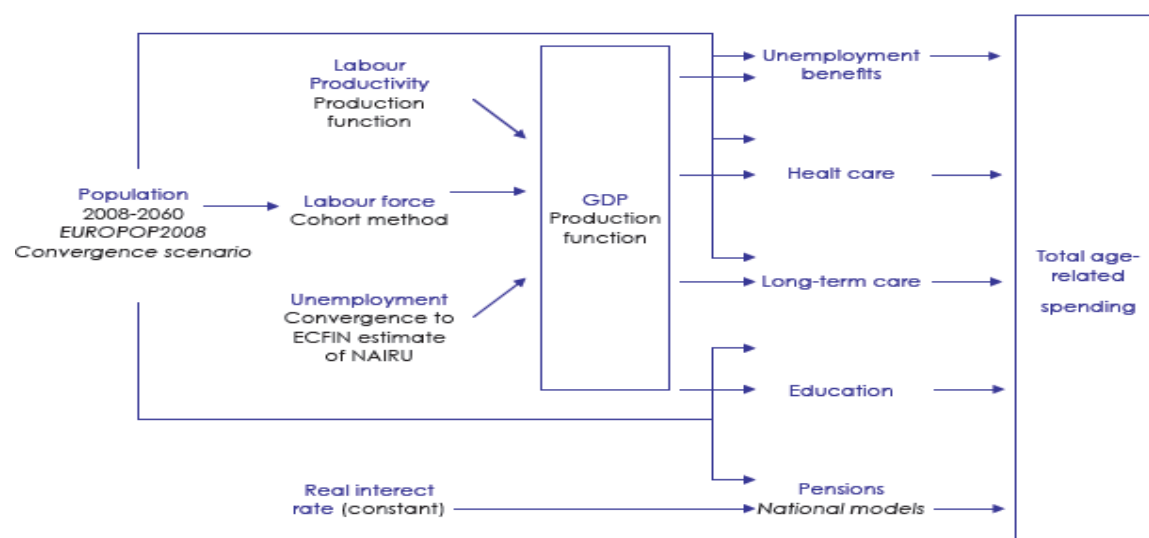 Population
2008-2060
EUROPOP2008
Convergence scenario
Labour
Productivity
Production
function
Labour force
Cohort method
Unemployment
Convergence to
ECFIN estimate
of NAIRU
Real interect
rate (constant)
GDP
Production
function
Unemployment
benefits
Healt care
Long-term care
Education
Pensions
National models
Total age-
related
spending